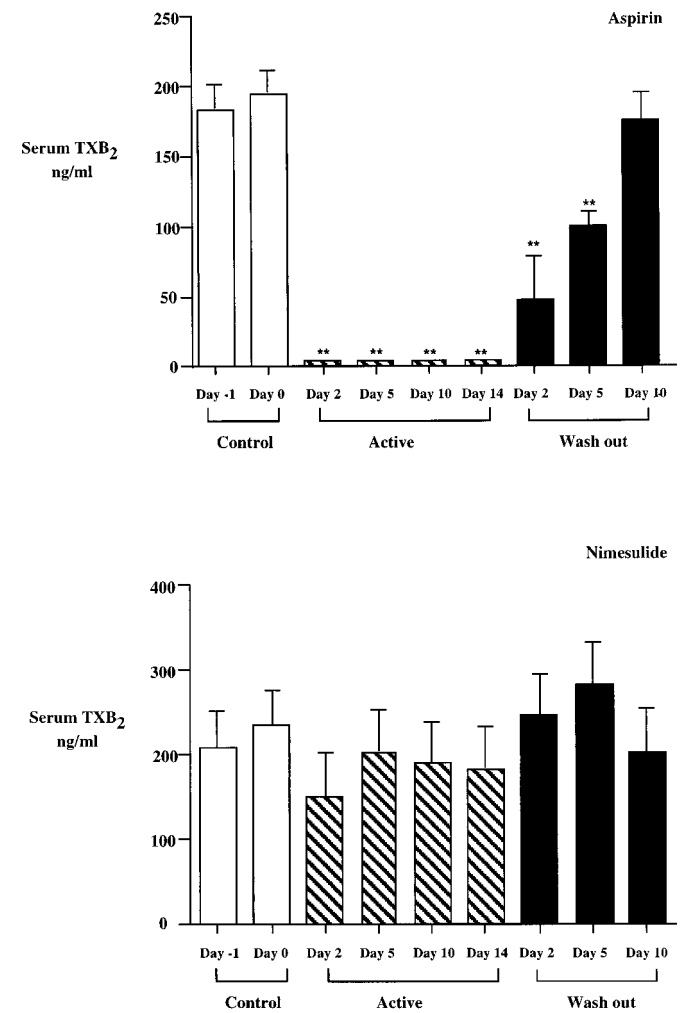 Aspirin
250
200
150
100
50
0
Serum TXB2
ng/ml
** ** ** ** ** **
Day -1 Day 0 Day 2 Day 5 Day 10 Day 14 Day 2 Day 5 Day 10
Control Active Wash out
Nimesulide
400
300
200
100
0
Serum TXB2
ng/ml
Day -1 Day 0 Day 2 Day 5 Day 10 Day 14 Day 2 Day 5 Day 10
Control Active Wash out